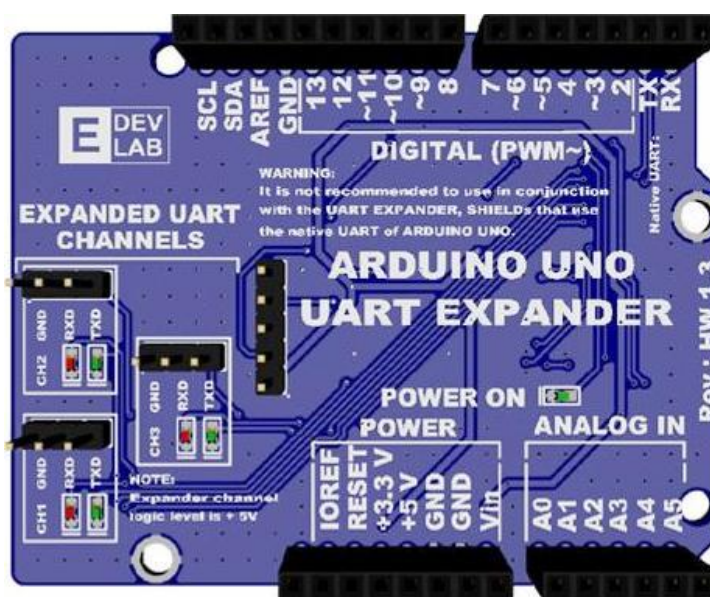 SCL
SDA
AREF
GND
13
12
~11
~10
~9
8
7
~6
~5
4
~3
2
TX
RX
E DEV
LAB
DIGITAL (PWM~)
Native UART:
WARNING:
It is not recommended to use in conjunction
with the UART EXPANDER, SHIELDs that use
the native UART of ARDUINO UNO.
EXPANDED UART
CHANNELS
ARDUINO UNO
UART EXPANDER
Rev: HW 1.3
GND
RXD
TXD
CH2
GND
RXD
TXD
CH3
GND
RXD
TXD
CH1
POWER ON
POWER
ANALOG IN
NOTE:
Expander channel
logic level is + 5V
IOREF
RESET
+3.3 V
+5 V
GND
GND
Vin
A0
A1
A2
A3
A4
A5